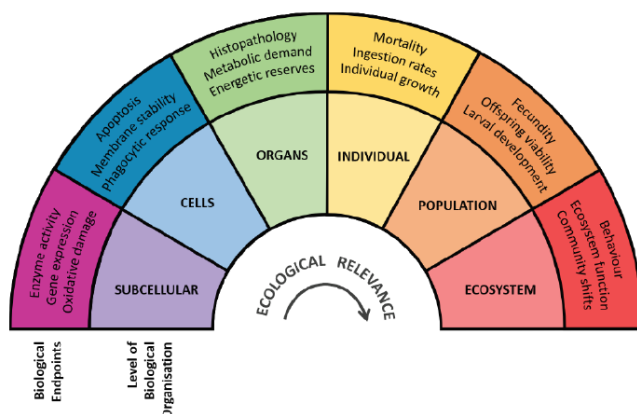 Enzyme activity
Gene expression
Oxidative damage
SUBCELLULAR
Apoptosis
Membrane stability
Phagocytic response
CELLS
Histopathology
Metabolic demand
Energetic reserves
ORGANS
Mortality
Ingestion rates
Individual growth
INDIVIDUAL
Fecundity
Offspring viability
Larval development
POPULATION
Behaviour
Ecosystem function
Community shifts
ECOSYSTEM
ECOLOGICAL RELEVANCE
Biological
Endpoints
Level of
Biological
Organisation